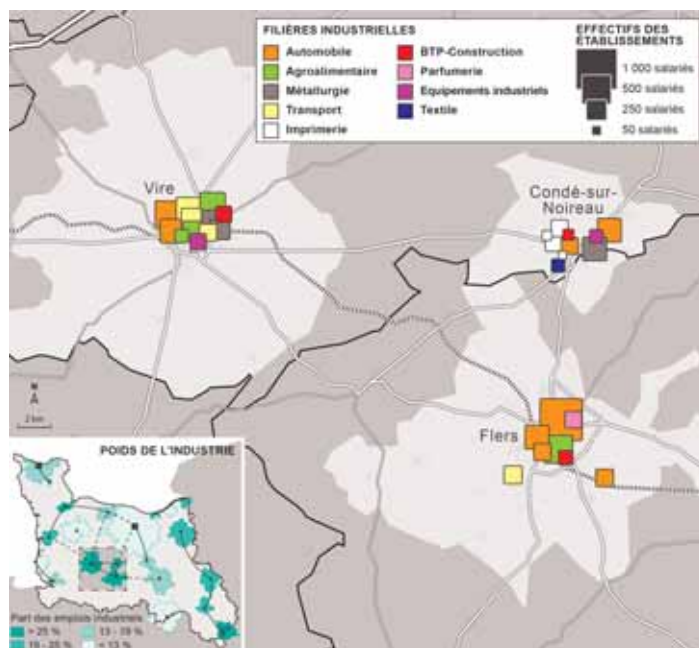 FILIÈRES INDUSTRIELLES
Automobile
Agroalimentaire
Métallurgie
Transport
Imprimerie
BTP-Construction
Parfumerie
Equipements industriels
Textile
EFFECTIFS DES
ÉTABLISSEMENTS
1 000 salariés
500 salariés
250 salariés
50 salariés
Vire
Condé-sur-
Noireau
Flers
N
2 km
POIDS DE L'INDUSTRIE
Part des emplois industriels
> 25 %
19 - 25 %
13 - 19 %
< 13 %